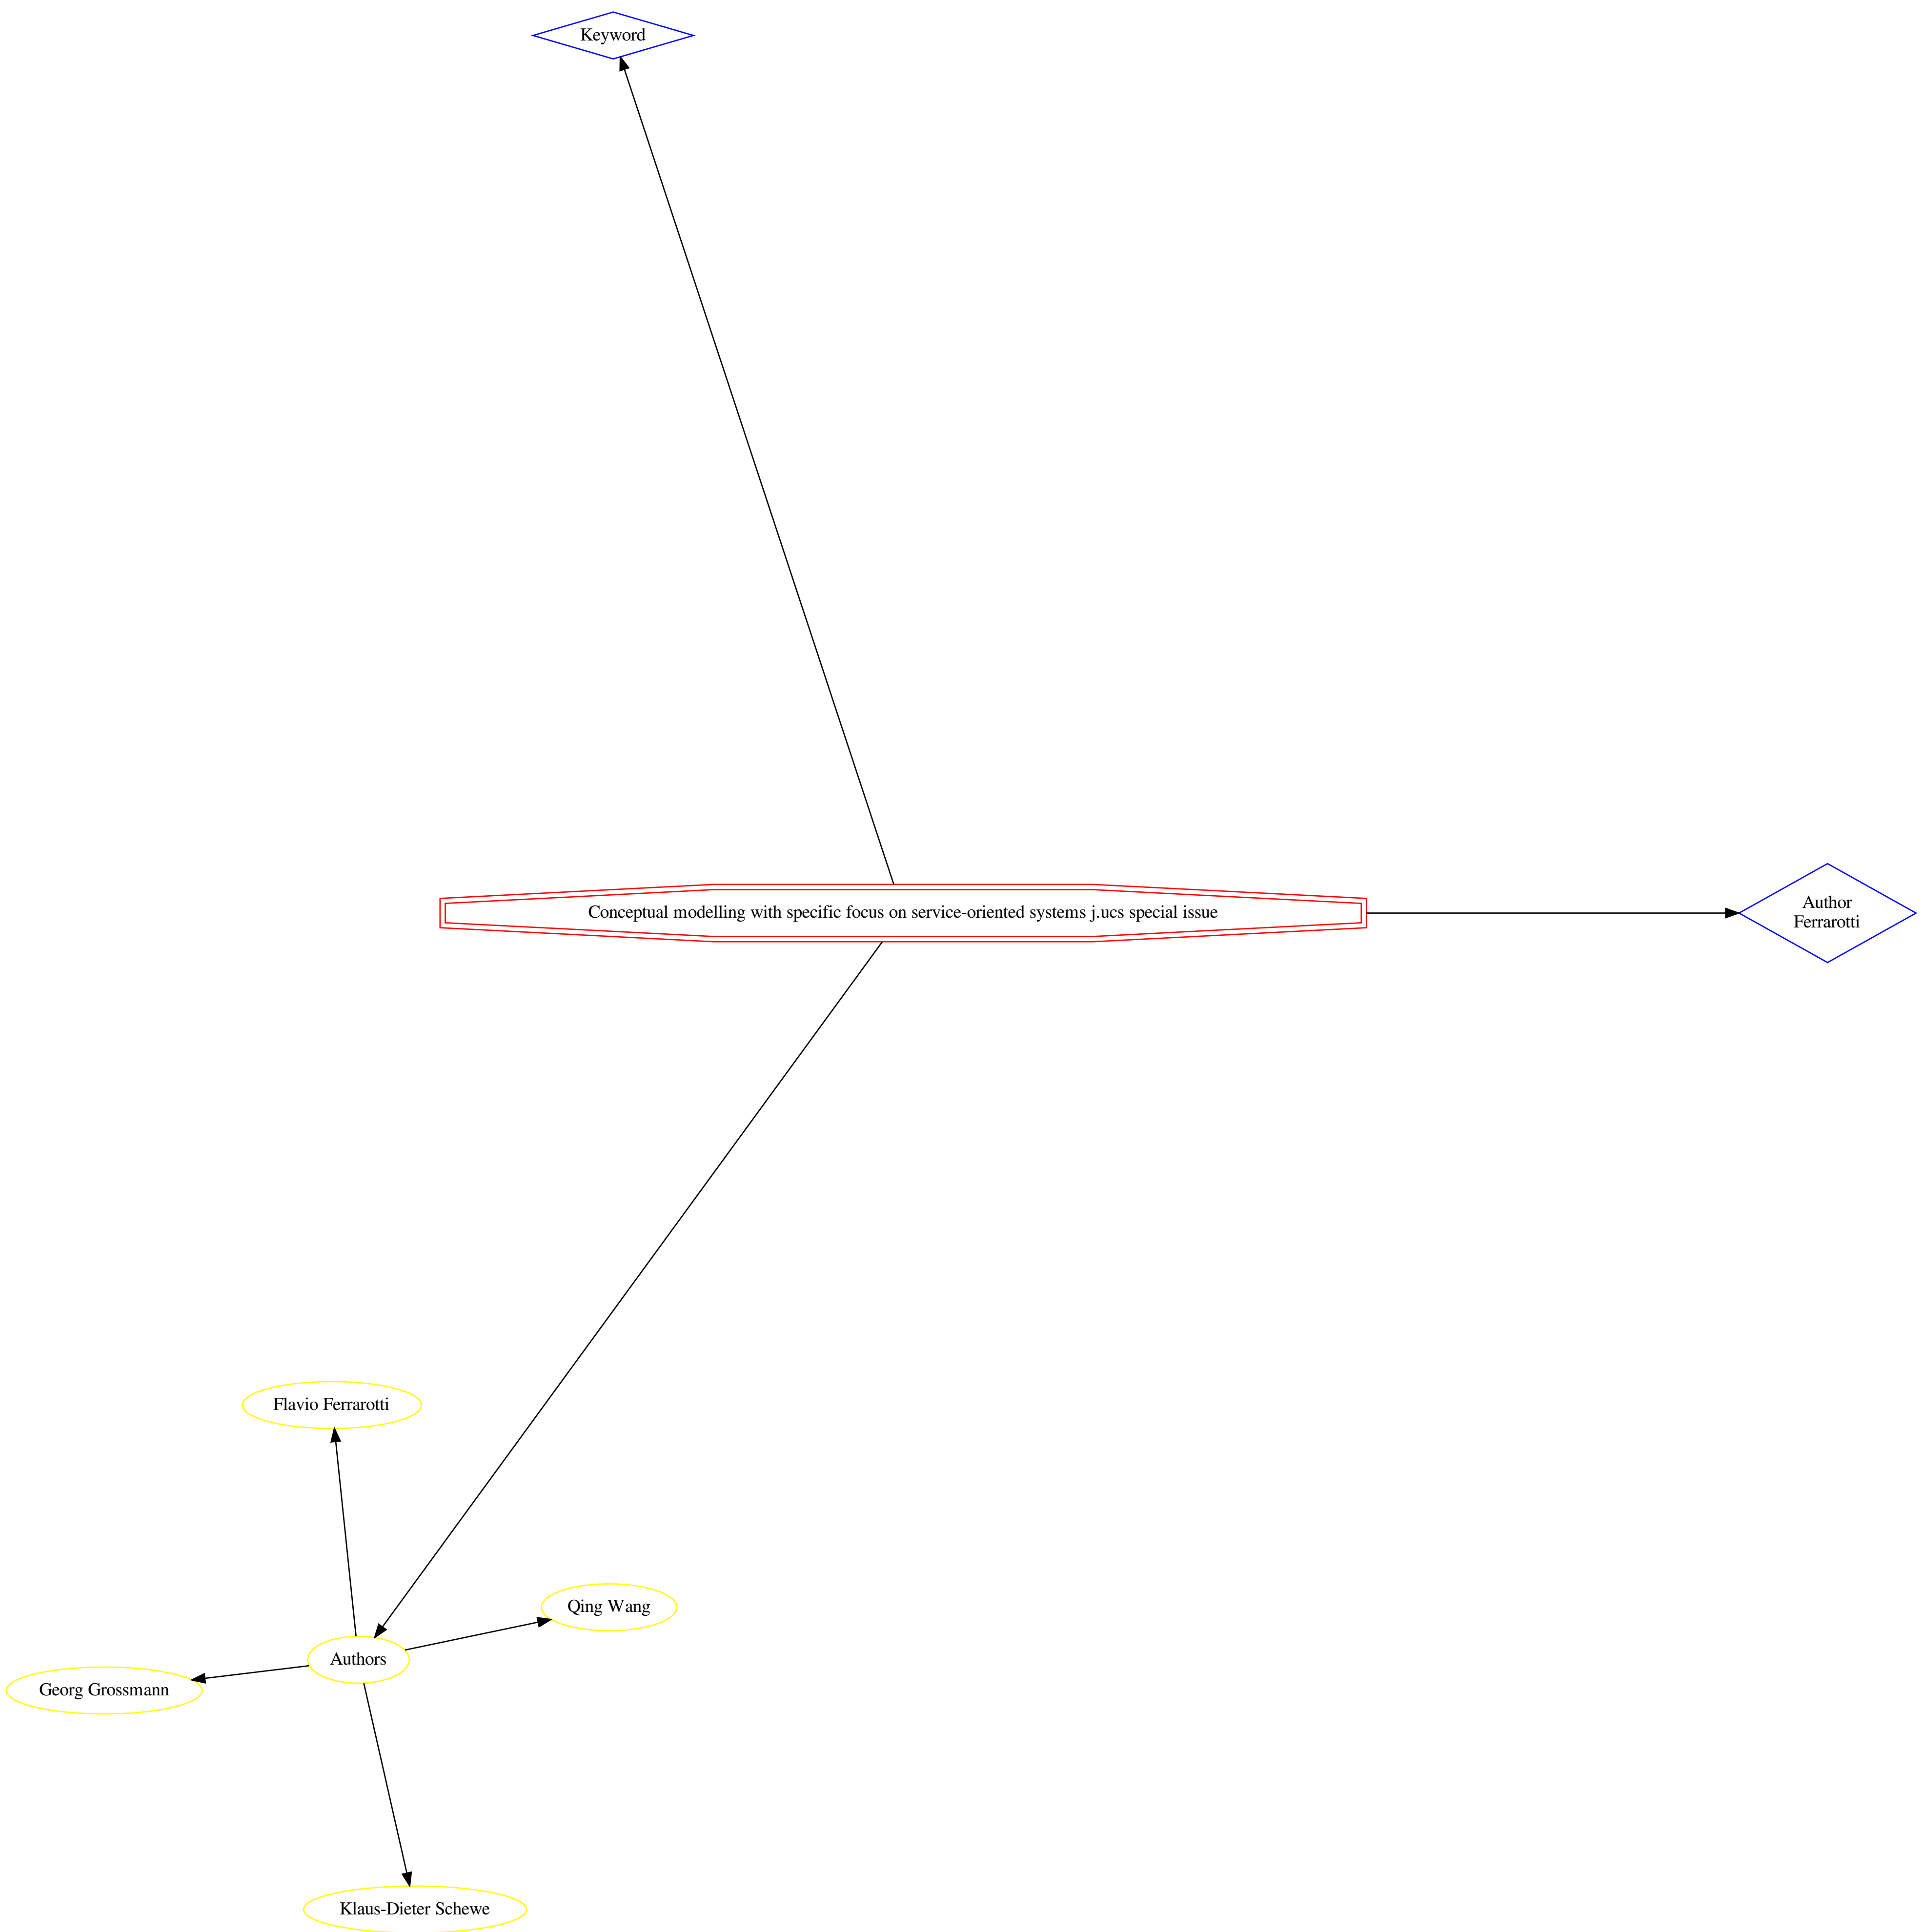 Keyword
Conceptual modelling with specific focus on service-oriented systems j.ucs special issue
Author
Ferrarotti
Flavio Ferrarotti
Qing Wang
Authors
Georg Grossmann
Klaus-Dieter Schewe